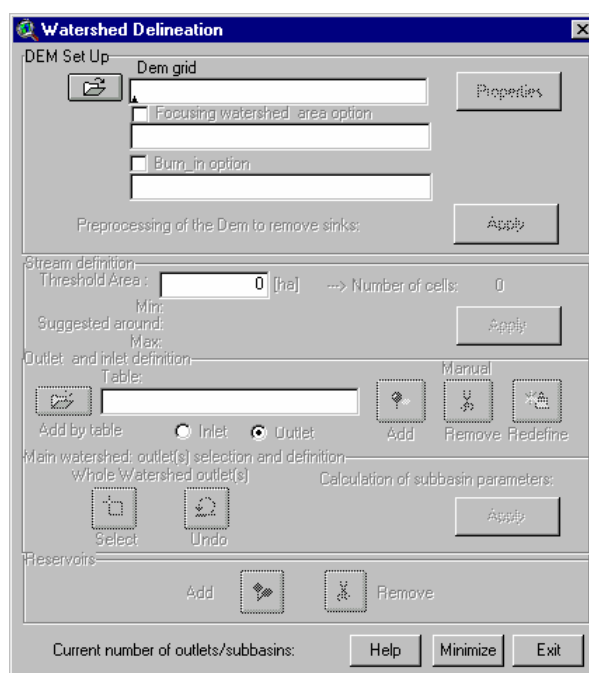 Watershed Delineation
DEM Set Up
Dem grid
Properties
Focusing watershed area option
Burn_in option
Preprocessing of the Dem to remove sinks: Apply
Stream definition
Threshold Area : 0 [ha] ---> Number of cells: 0
Min:
Suggested around: Apply
Max:
Outlet and inlet definition
Table: Manual
Add by table Inlet Outlet Add Remove Redefine
Main watershed: outlet(s) selection and definition
Whole Watershed outlet(s) Calculation of subbasin parameters:
Apply
Select Undo
Reservoirs
Add Remove
Current number of outlets/subbasins: Help Minimize Exit